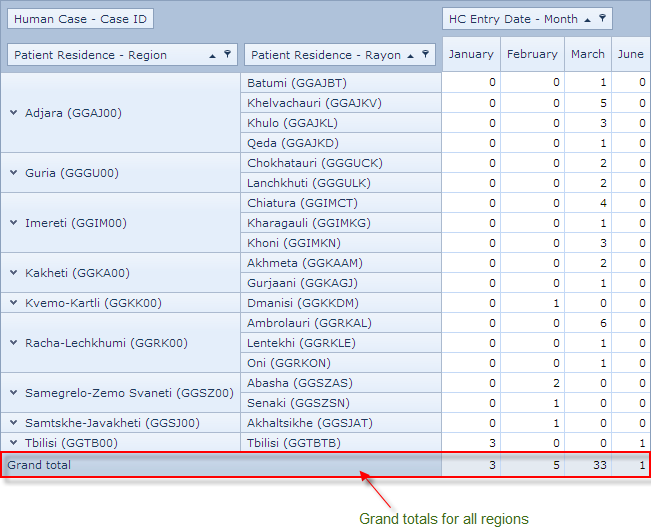 Human Case - Case ID HC Entry Date - Month
Patient Residence - Region Patient Residence - Rayon January February March June
Adjara (GGAJ00) Batumi (GGAJBT) 0 0 1 0
Khelvachauri (GGAJKV) 0 0 5 0
Khulo (GGAJKL) 0 0 3 0
Qeda (GGAJKD) 0 0 1 0
Guria (GGGU00) Chokhatauri (GGGUCK) 0 0 2 0
Lanchkhuti (GGGULK) 0 0 2 0
Imereti (GGIM00) Chiatura (GGIMCT) 0 0 4 0
Kharagauli (GGIMKG) 0 0 1 0
Khoni (GGIMKN) 0 0 3 0
Kakheti (GGKA00) Akhmeta (GGKAAM) 0 0 2 0
Gurjaani (GGKAGJ) 0 0 1 0
Kvemo-Kartli (GGKK00) Dmanisi (GGKKDM) 0 1 0 0
Racha-Lechkhumi (GGRK00) Ambrolauri (GGRKAL) 0 0 6 0
Lentekhi (GGRKLE) 0 0 1 0
Oni (GGRKON) 0 0 1 0
Samegrelo-Zemo Svaneti (GGSZ00) Abasha (GGSZAS) 0 2 0 0
Senaki (GGSZSN) 0 1 0 0
Samtskhe-Javakheti (GGSJ00) Akhaltsikhe (GGSJAT) 0 1 0 0
Tbilisi (GGTB00) Tbilisi (GGTBTB) 3 0 0 1
Grand total 3 5 33 1
Grand totals for all regions